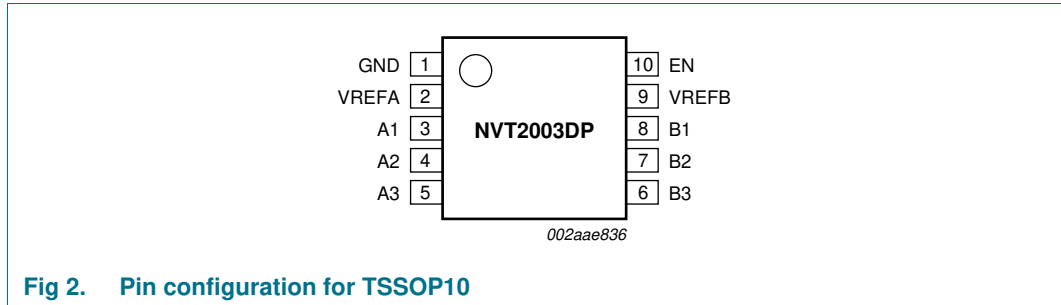 GND 1 10 EN
VREFA 2 9 VREFB
A1 3 NVT2003DP 8 B1
A2 4 7 B2
A3 5 6 B3
002aae836
Fig 2. Pin configuration for TSSOP10